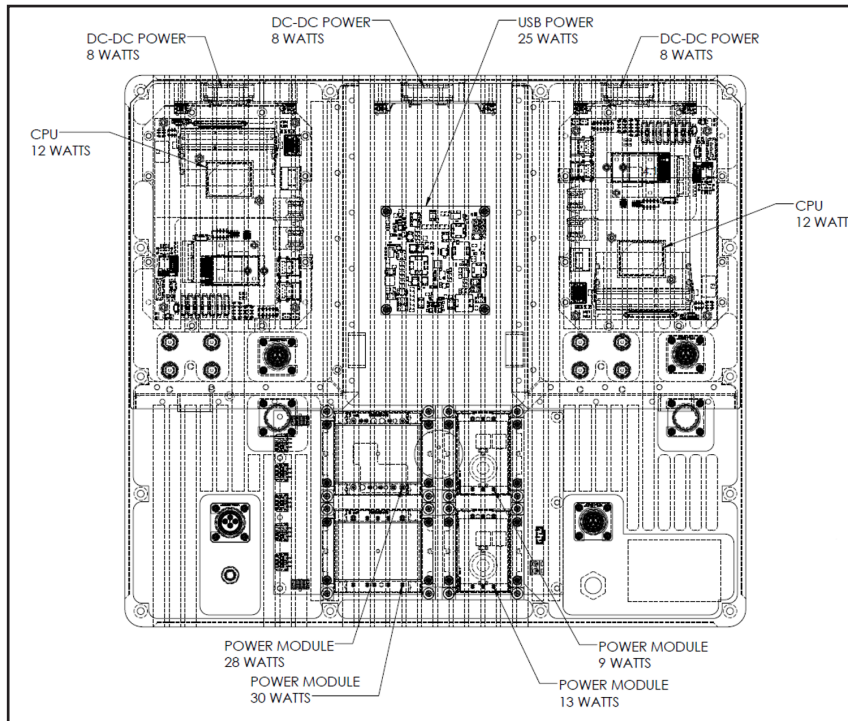 DC-DC POWER
8 WATTS
DC-DC POWER
8 WATTS
USB POWER
25 WATTS
DC-DC POWER
8 WATTS
CPU
12 WATTS
CPU
12 WATT
POWER MODULE
28 WATTS
POWER MODULE
30 WATTS
POWER MODULE
9 WATTS
POWER MODULE
13 WATTS